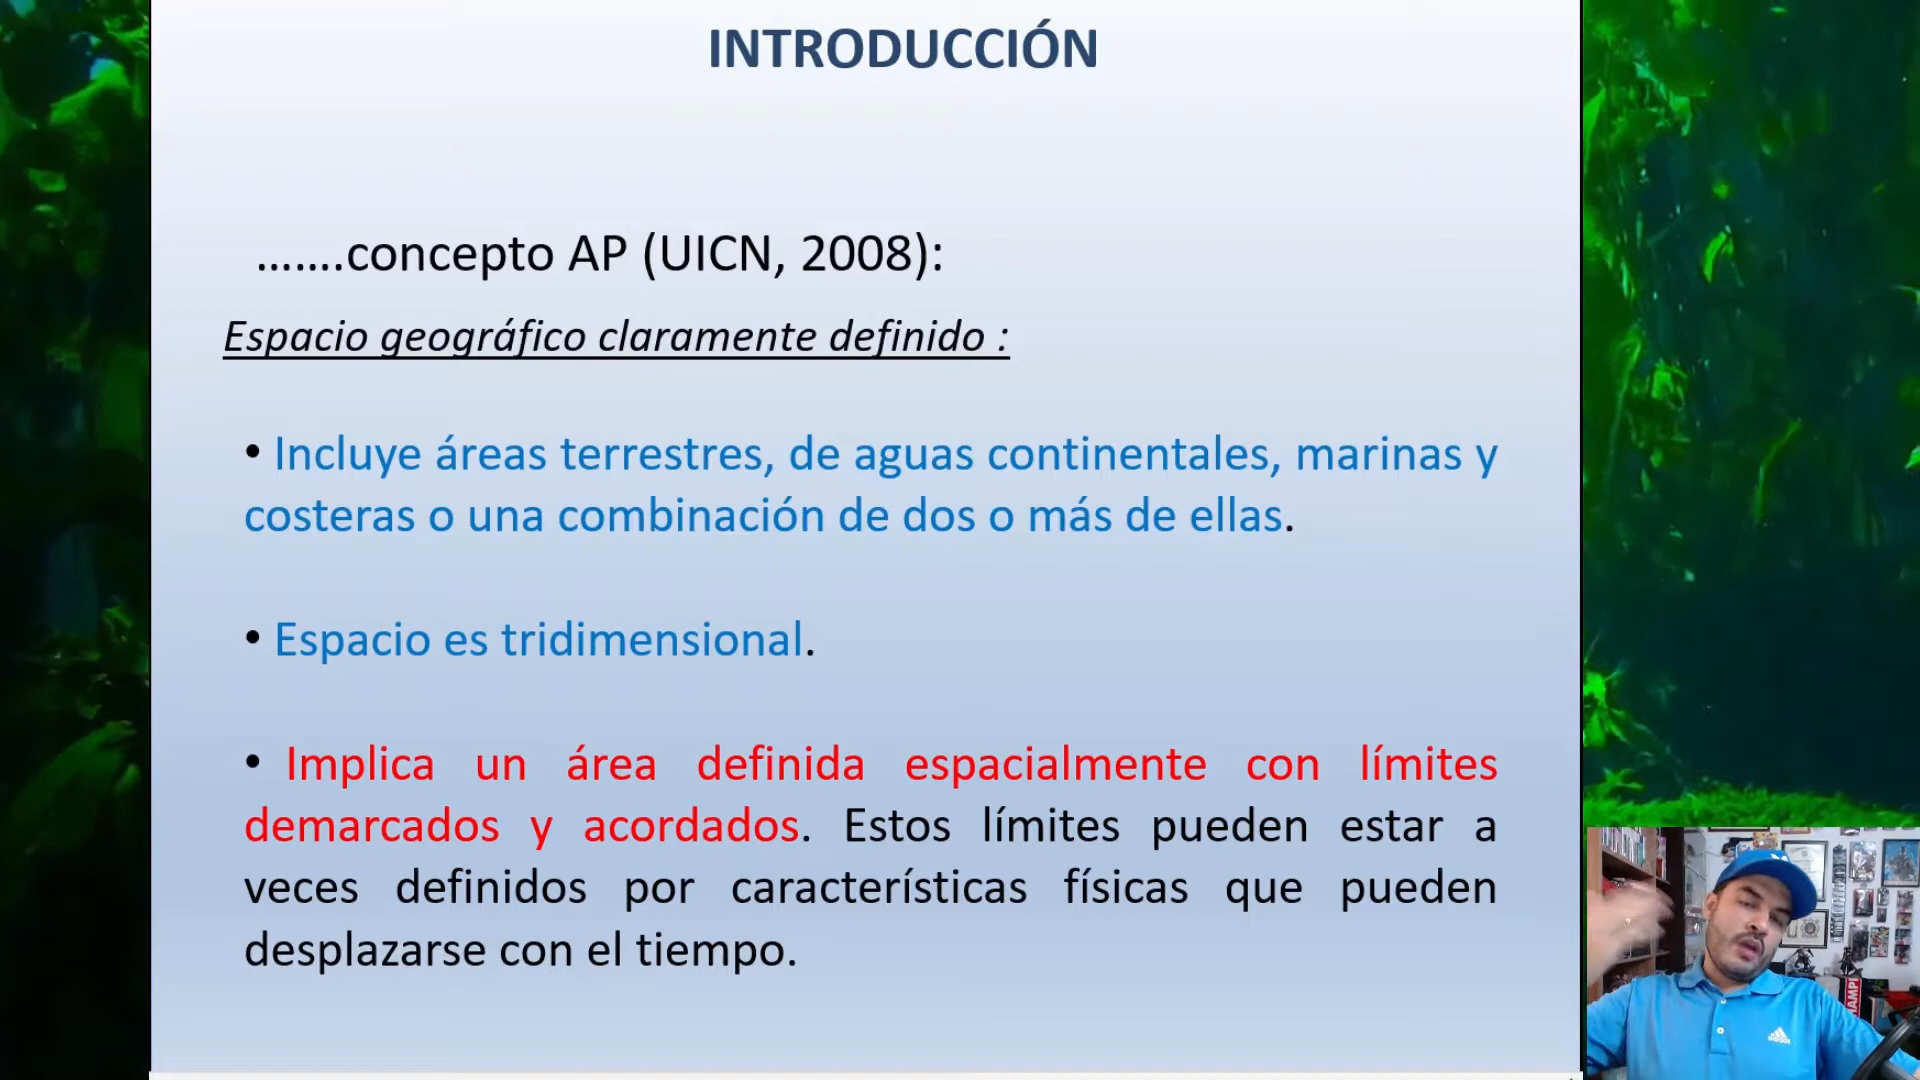 INTRODUCCIÓN
.......concepto AP (UICN, 2008):
Espacio geográfico claramente definido :
• Incluye áreas terrestres, de aguas continentales, marinas y
costeras o una combinación de dos o más de ellas.
• Espacio es tridimensional.
• Implica un área definida espacialmente con límites
demarcados y acordados. Estos límites pueden estar a
veces definidos por características físicas que pueden
desplazarse con el tiempo.
adidas